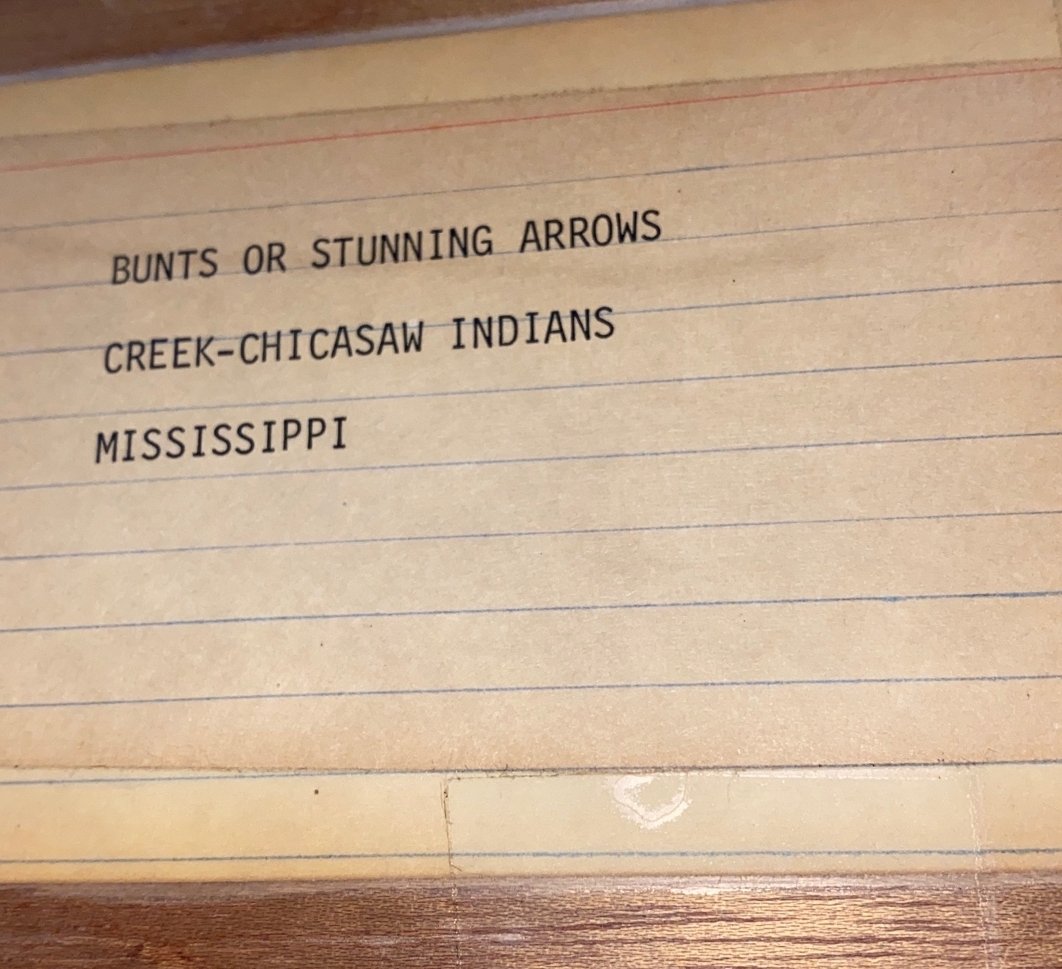 BUNTS OR STUNNING ARROWS
CREEK-CHICASAW INDIANS
MISSISSIPPI